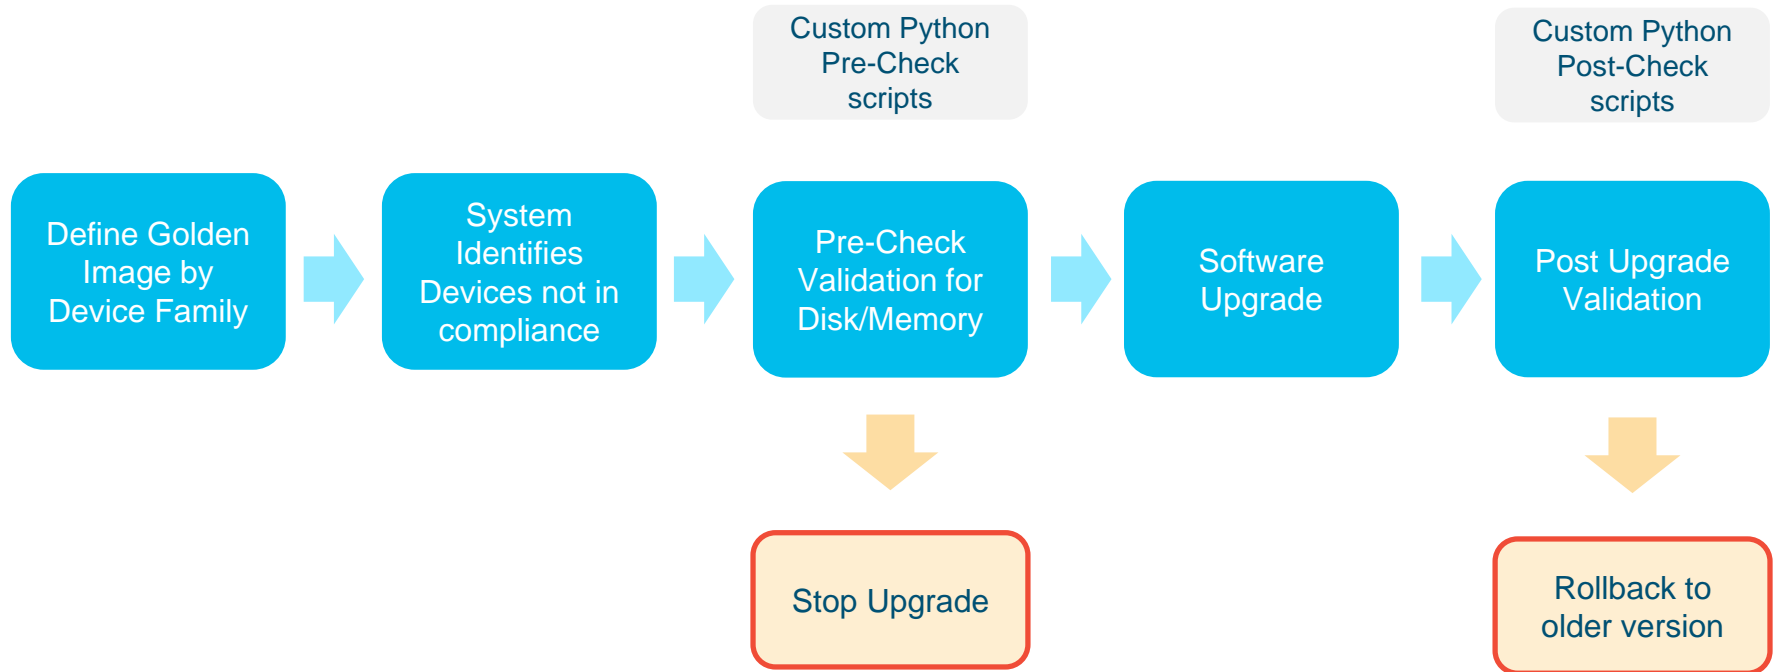 Custom Python
Pre-Check
scripts
Custom Python
Post-Check
scripts
Define Golden
Image by
Device Family
System
Identifies
Devices not in
compliance
Pre-Check
Validation for
Disk/Memory
Software
Upgrade
Post Upgrade
Validation
Stop Upgrade
Rollback to
older version